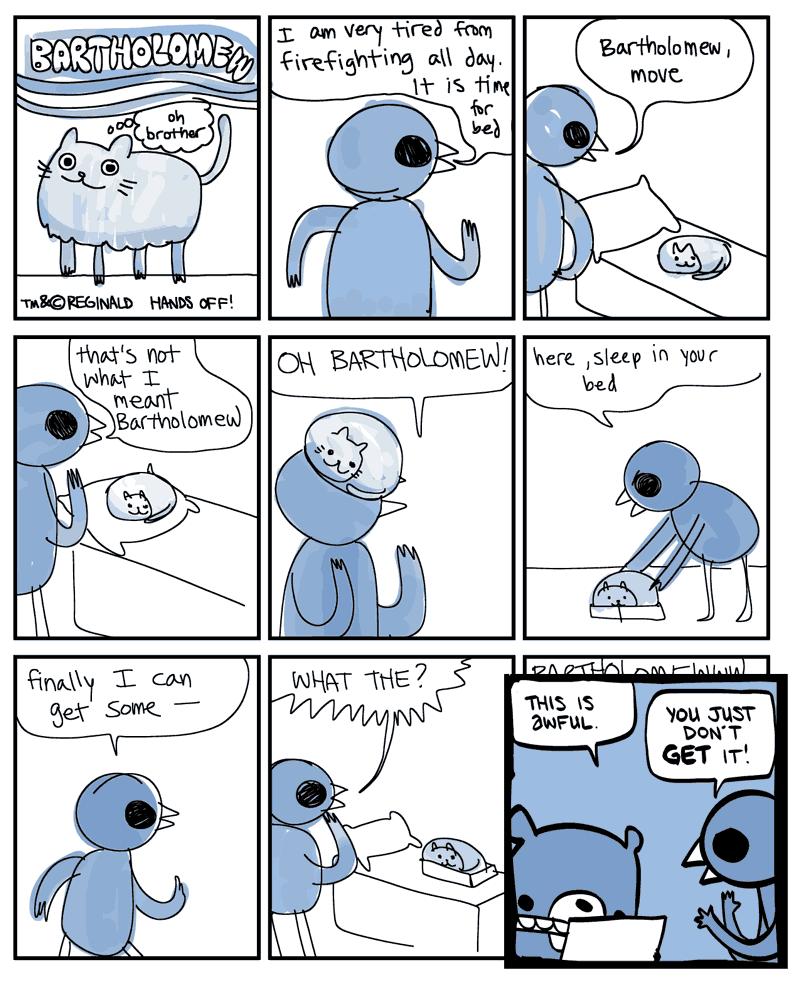 BARTHOLOMEW
oh
brother
TM&©REGINALD HANDS OFF!
I am very tired from
firefighting all day.
It is time
for
bed
Bartholomew,
move
that's not
what I
meant
Bartholomew
OH BARTHOLOMEW!
here, sleep in your
bed
finally I can
get some —
WHAT THE?
BARTHOLOMEWWW
THIS IS
AWFUL.
YOU JUST
DON'T
GET IT!